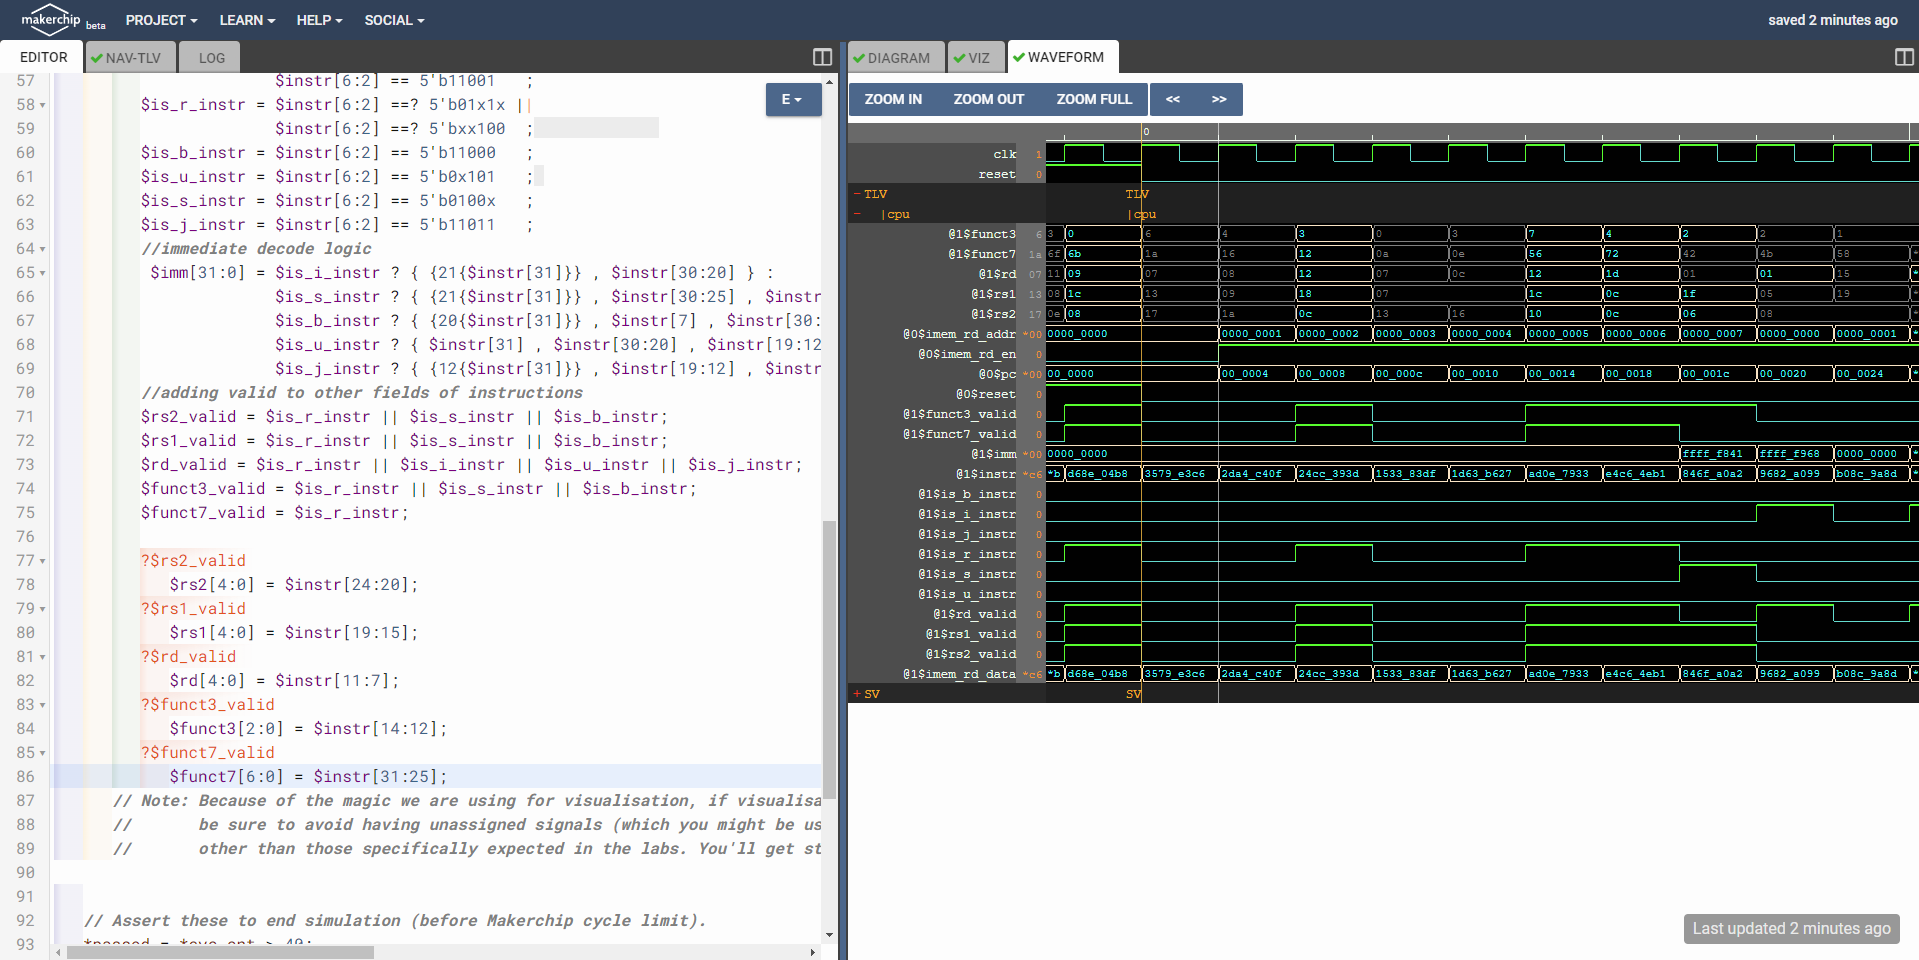 makerchip beta PROJECT LEARN HELP SOCIAL saved 2 minutes ago
EDITOR NAV-TLV LOG
57 $instr[6:2] == 5'b11001 ;
58 $is_r_instr = $instr[6:2] ==? 5'b01x1x ||
59 $instr[6:2] ==? 5'bxx100 ;
60 $is_b_instr = $instr[6:2] == 5'b11000 ;
61 $is_u_instr = $instr[6:2] == 5'b0x101 ;
62 $is_s_instr = $instr[6:2] == 5'b0100x ;
63 $is_j_instr = $instr[6:2] == 5'b11011 ;
64 //immediate decode logic
65 $imm[31:0] = $is_i_instr ? { {21{$instr[31]}} , $instr[30:20] } :
66 $is_s_instr ? { {21{$instr[31]}} , $instr[30:25] , $instr
67 $is_b_instr ? { {20{$instr[31]}} , $instr[7] , $instr[30:
68 $is_u_instr ? { $instr[31] , $instr[30:20] , $instr[19:12
69 $is_j_instr ? { {12{$instr[31]}} , $instr[19:12] , $instr
70 //adding valid to other fields of instructions
71 $rs2_valid = $is_r_instr || $is_s_instr || $is_b_instr;
72 $rs1_valid = $is_r_instr || $is_s_instr || $is_b_instr;
73 $rd_valid = $is_r_instr || $is_i_instr || $is_u_instr || $is_j_instr;
74 $funct3_valid = $is_r_instr || $is_s_instr || $is_b_instr;
75 $funct7_valid = $is_r_instr;
76
77 ?$rs2_valid
78 $rs2[4:0] = $instr[24:20];
79 ?$rs1_valid
80 $rs1[4:0] = $instr[19:15];
81 ?$rd_valid
82 $rd[4:0] = $instr[11:7];
83 ?$funct3_valid
84 $funct3[2:0] = $instr[14:12];
85 ?$funct7_valid
86 $funct7[6:0] = $instr[31:25];
87 // Note: Because of the magic we are using for visualisation, if visualisa
88 // be sure to avoid having unassigned signals (which you might be us
89 // other than those specifically expected in the labs. You'll get st
90
91
92 // Assert these to end simulation (before Makerchip cycle limit).
93 *passed = *cyc_cnt > 40;
E
DIAGRAM VIZ WAVEFORM
ZOOM IN ZOOM OUT ZOOM FULL << >>
0
clk 1
reset 0
- TLV TLV
- |cpu |cpu
@1$funct3 6 3 0 6 4 3 0 3 7 4 2 2 1
@1$funct7 1a 6f 6b 1a 16 12 0a 0e 56 72 42 4b 58 *
@1$rd 07 11 09 07 08 12 07 0c 12 1d 01 01 15 *
@1$rs1 13 08 1c 13 09 18 07 1c 0c 1f 05 19 *
@1$rs2 17 0e 08 17 1a 0c 13 16 10 0c 06 08 *
@0$imem_rd_addr *00 0000_0000 0000_0001 0000_0002 0000_0003 0000_0004 0000_0005 0000_0006 0000_0007 0000_0000 0000_0001 *
@0$imem_rd_en 0
@0$pc *00 00_0000 00_0004 00_0008 00_000c 00_0010 00_0014 00_0018 00_001c 00_0020 00_0024 *
@0$reset 0
@1$funct3_valid 0
@1$funct7_valid 0
@1$imm *00 0000_0000 ffff_f841 ffff_f968 0000_0000 *
@1$instr *c6 *b d68e_04b8 3579_e3c6 2da4_c40f 24cc_393d 1533_83df 1d63_b627 ad0e_7933 e4c6_4eb1 846f_a0a2 9682_a099 b08c_9a8d *
@1$is_b_instr 0
@1$is_i_instr 0
@1$is_j_instr 0
@1$is_r_instr 0
@1$is_s_instr 0
@1$is_u_instr 0
@1$rd_valid 0
@1$rs1_valid 0
@1$rs2_valid 0
@1$imem_rd_data *c6 *b d68e_04b8 3579_e3c6 2da4_c40f 24cc_393d 1533_83df 1d63_b627 ad0e_7933 e4c6_4eb1 846f_a0a2 9682_a099 b08c_9a8d *
+ SV SV
Last updated 2 minutes ago